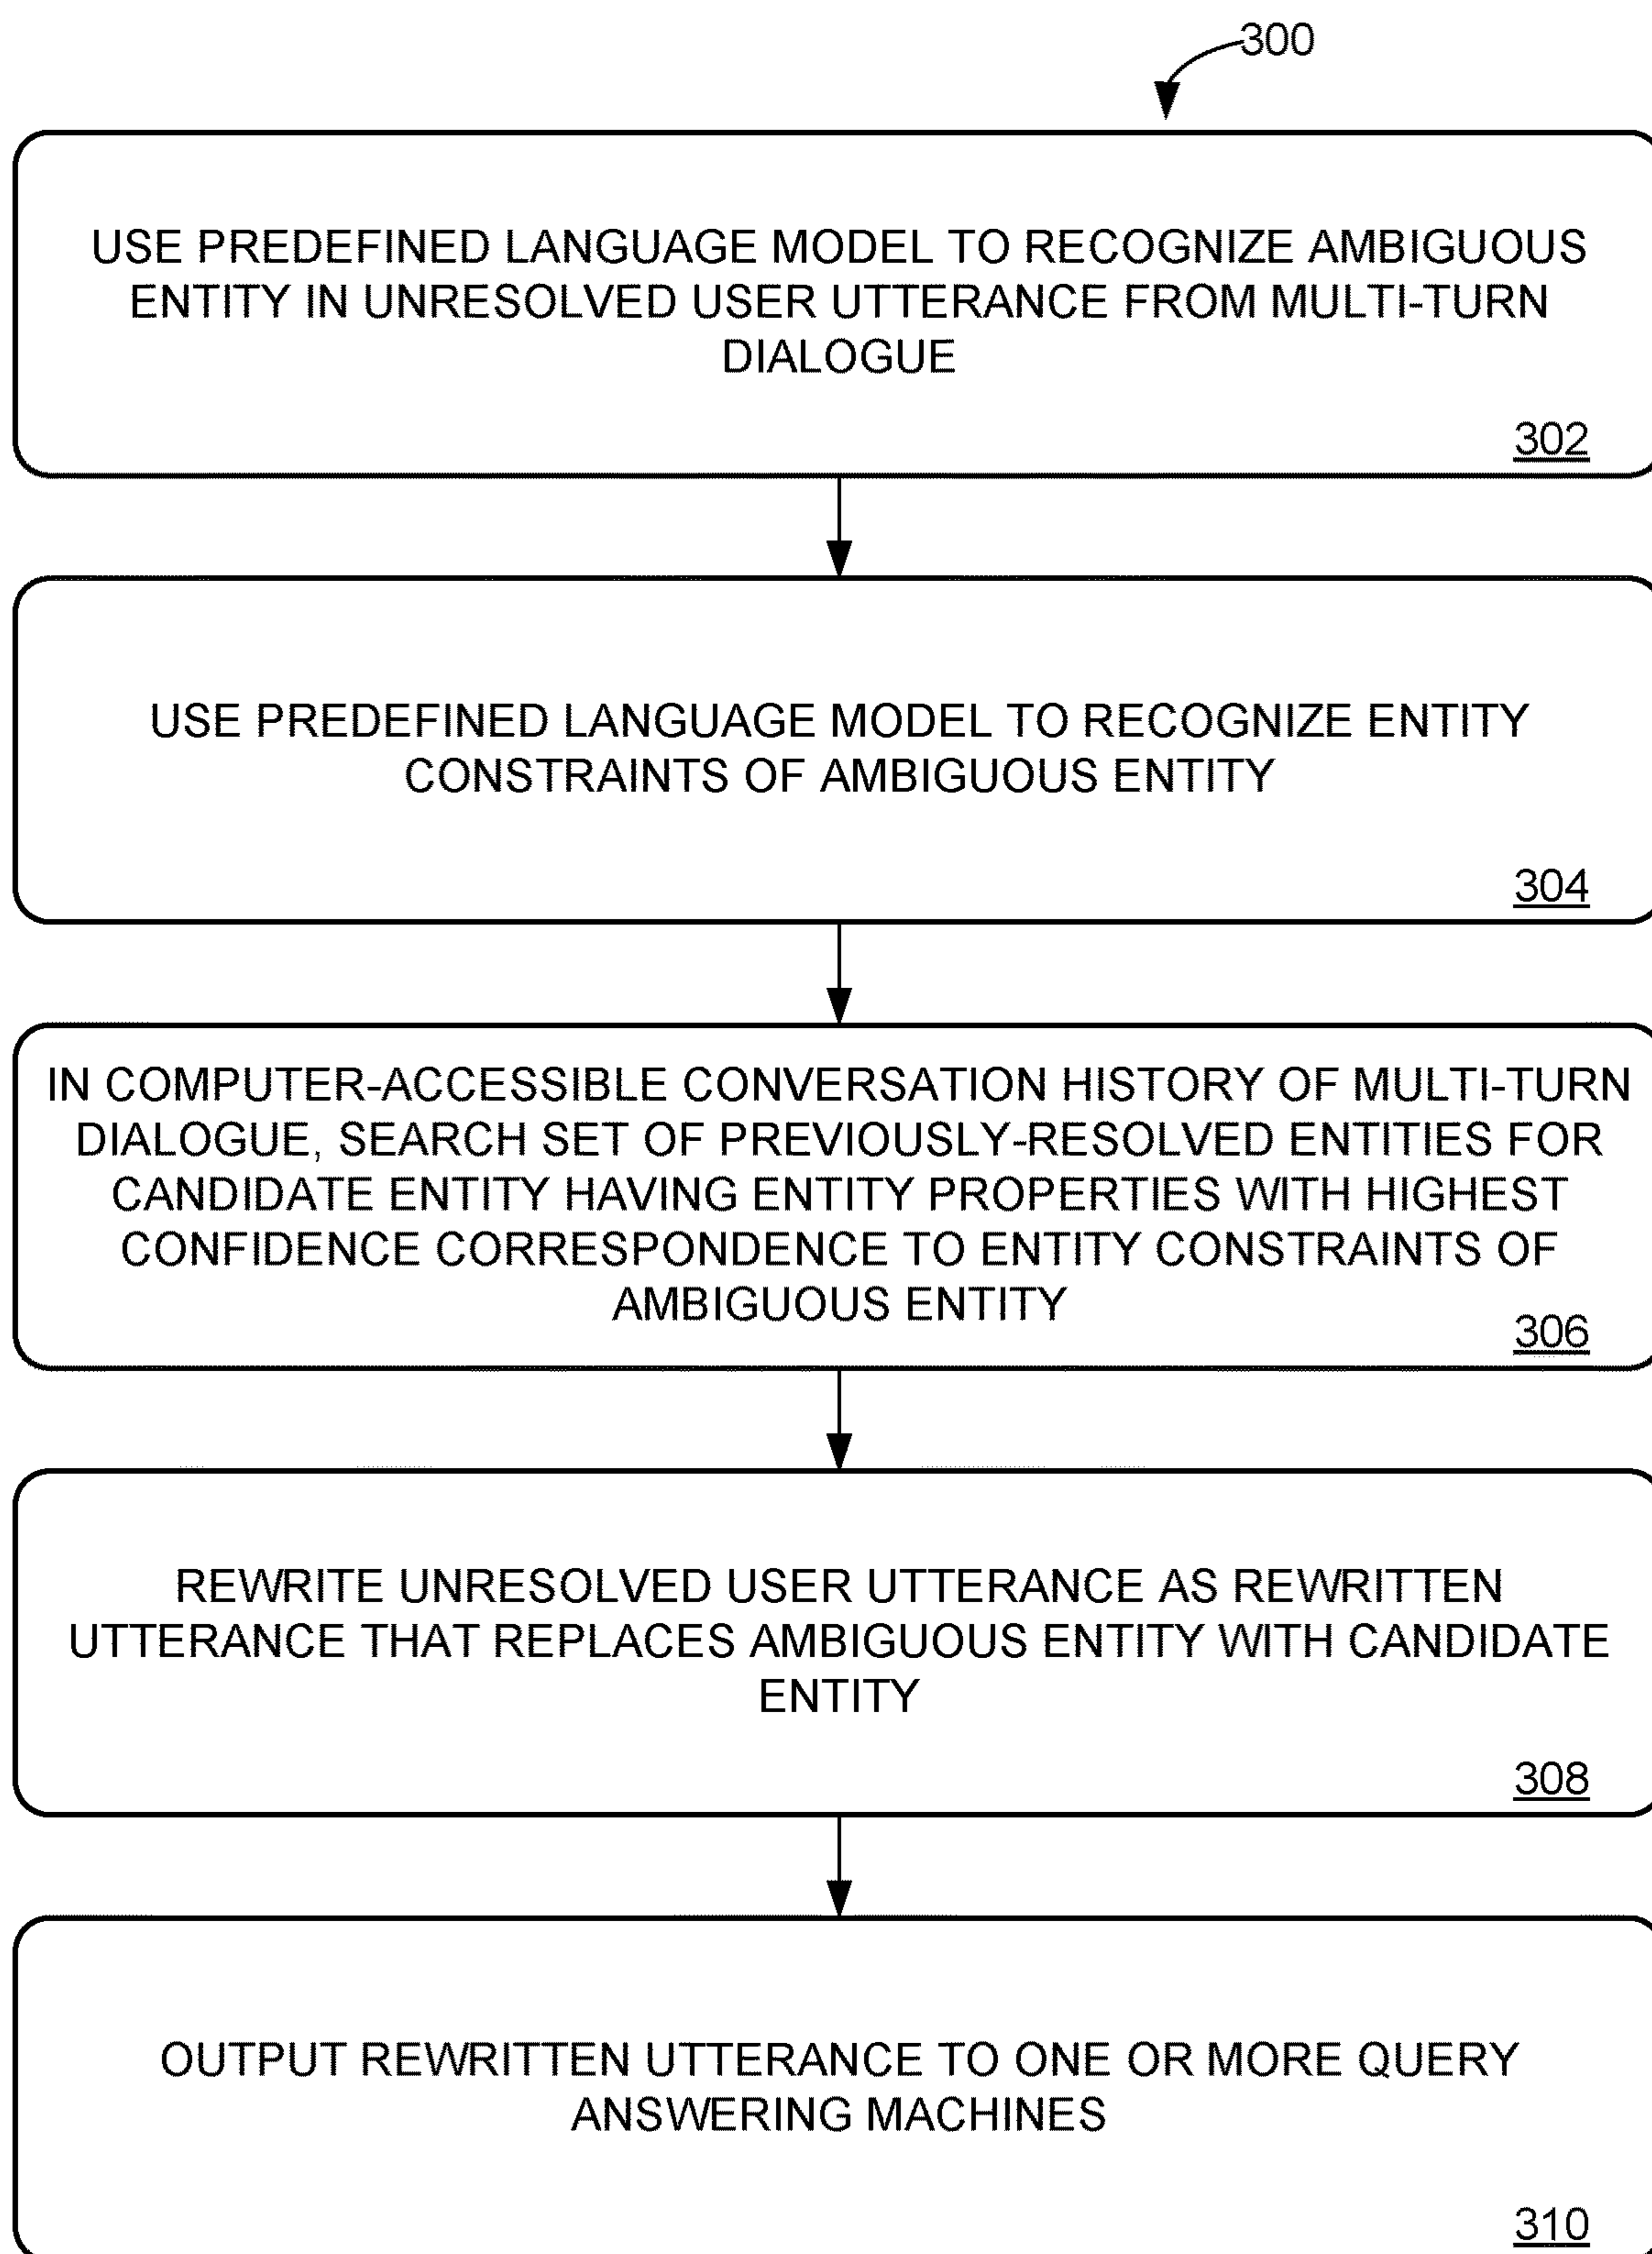 300
USE PREDEFINED LANGUAGE MODEL TO RECOGNIZE AMBIGUOUS
ENTITY IN UNRESOLVED USER UTTERANCE FROM MULTI-TURN
DIALOGUE
302
USE PREDEFINED LANGUAGE MODEL TO RECOGNIZE ENTITY
CONSTRAINTS OF AMBIGUOUS ENTITY
304
IN COMPUTER-ACCESSIBLE CONVERSATION HISTORY OF MULTI-TURN
DIALOGUE, SEARCH SET OF PREVIOUSLY-RESOLVED ENTITIES FOR
CANDIDATE ENTITY HAVING ENTITY PROPERTIES WITH HIGHEST
CONFIDENCE CORRESPONDENCE TO ENTITY CONSTRAINTS OF
AMBIGUOUS ENTITY
306
REWRITE UNRESOLVED USER UTTERANCE AS REWRITTEN
UTTERANCE THAT REPLACES AMBIGUOUS ENTITY WITH CANDIDATE
ENTITY
308
OUTPUT REWRITTEN UTTERANCE TO ONE OR MORE QUERY
ANSWERING MACHINES
310